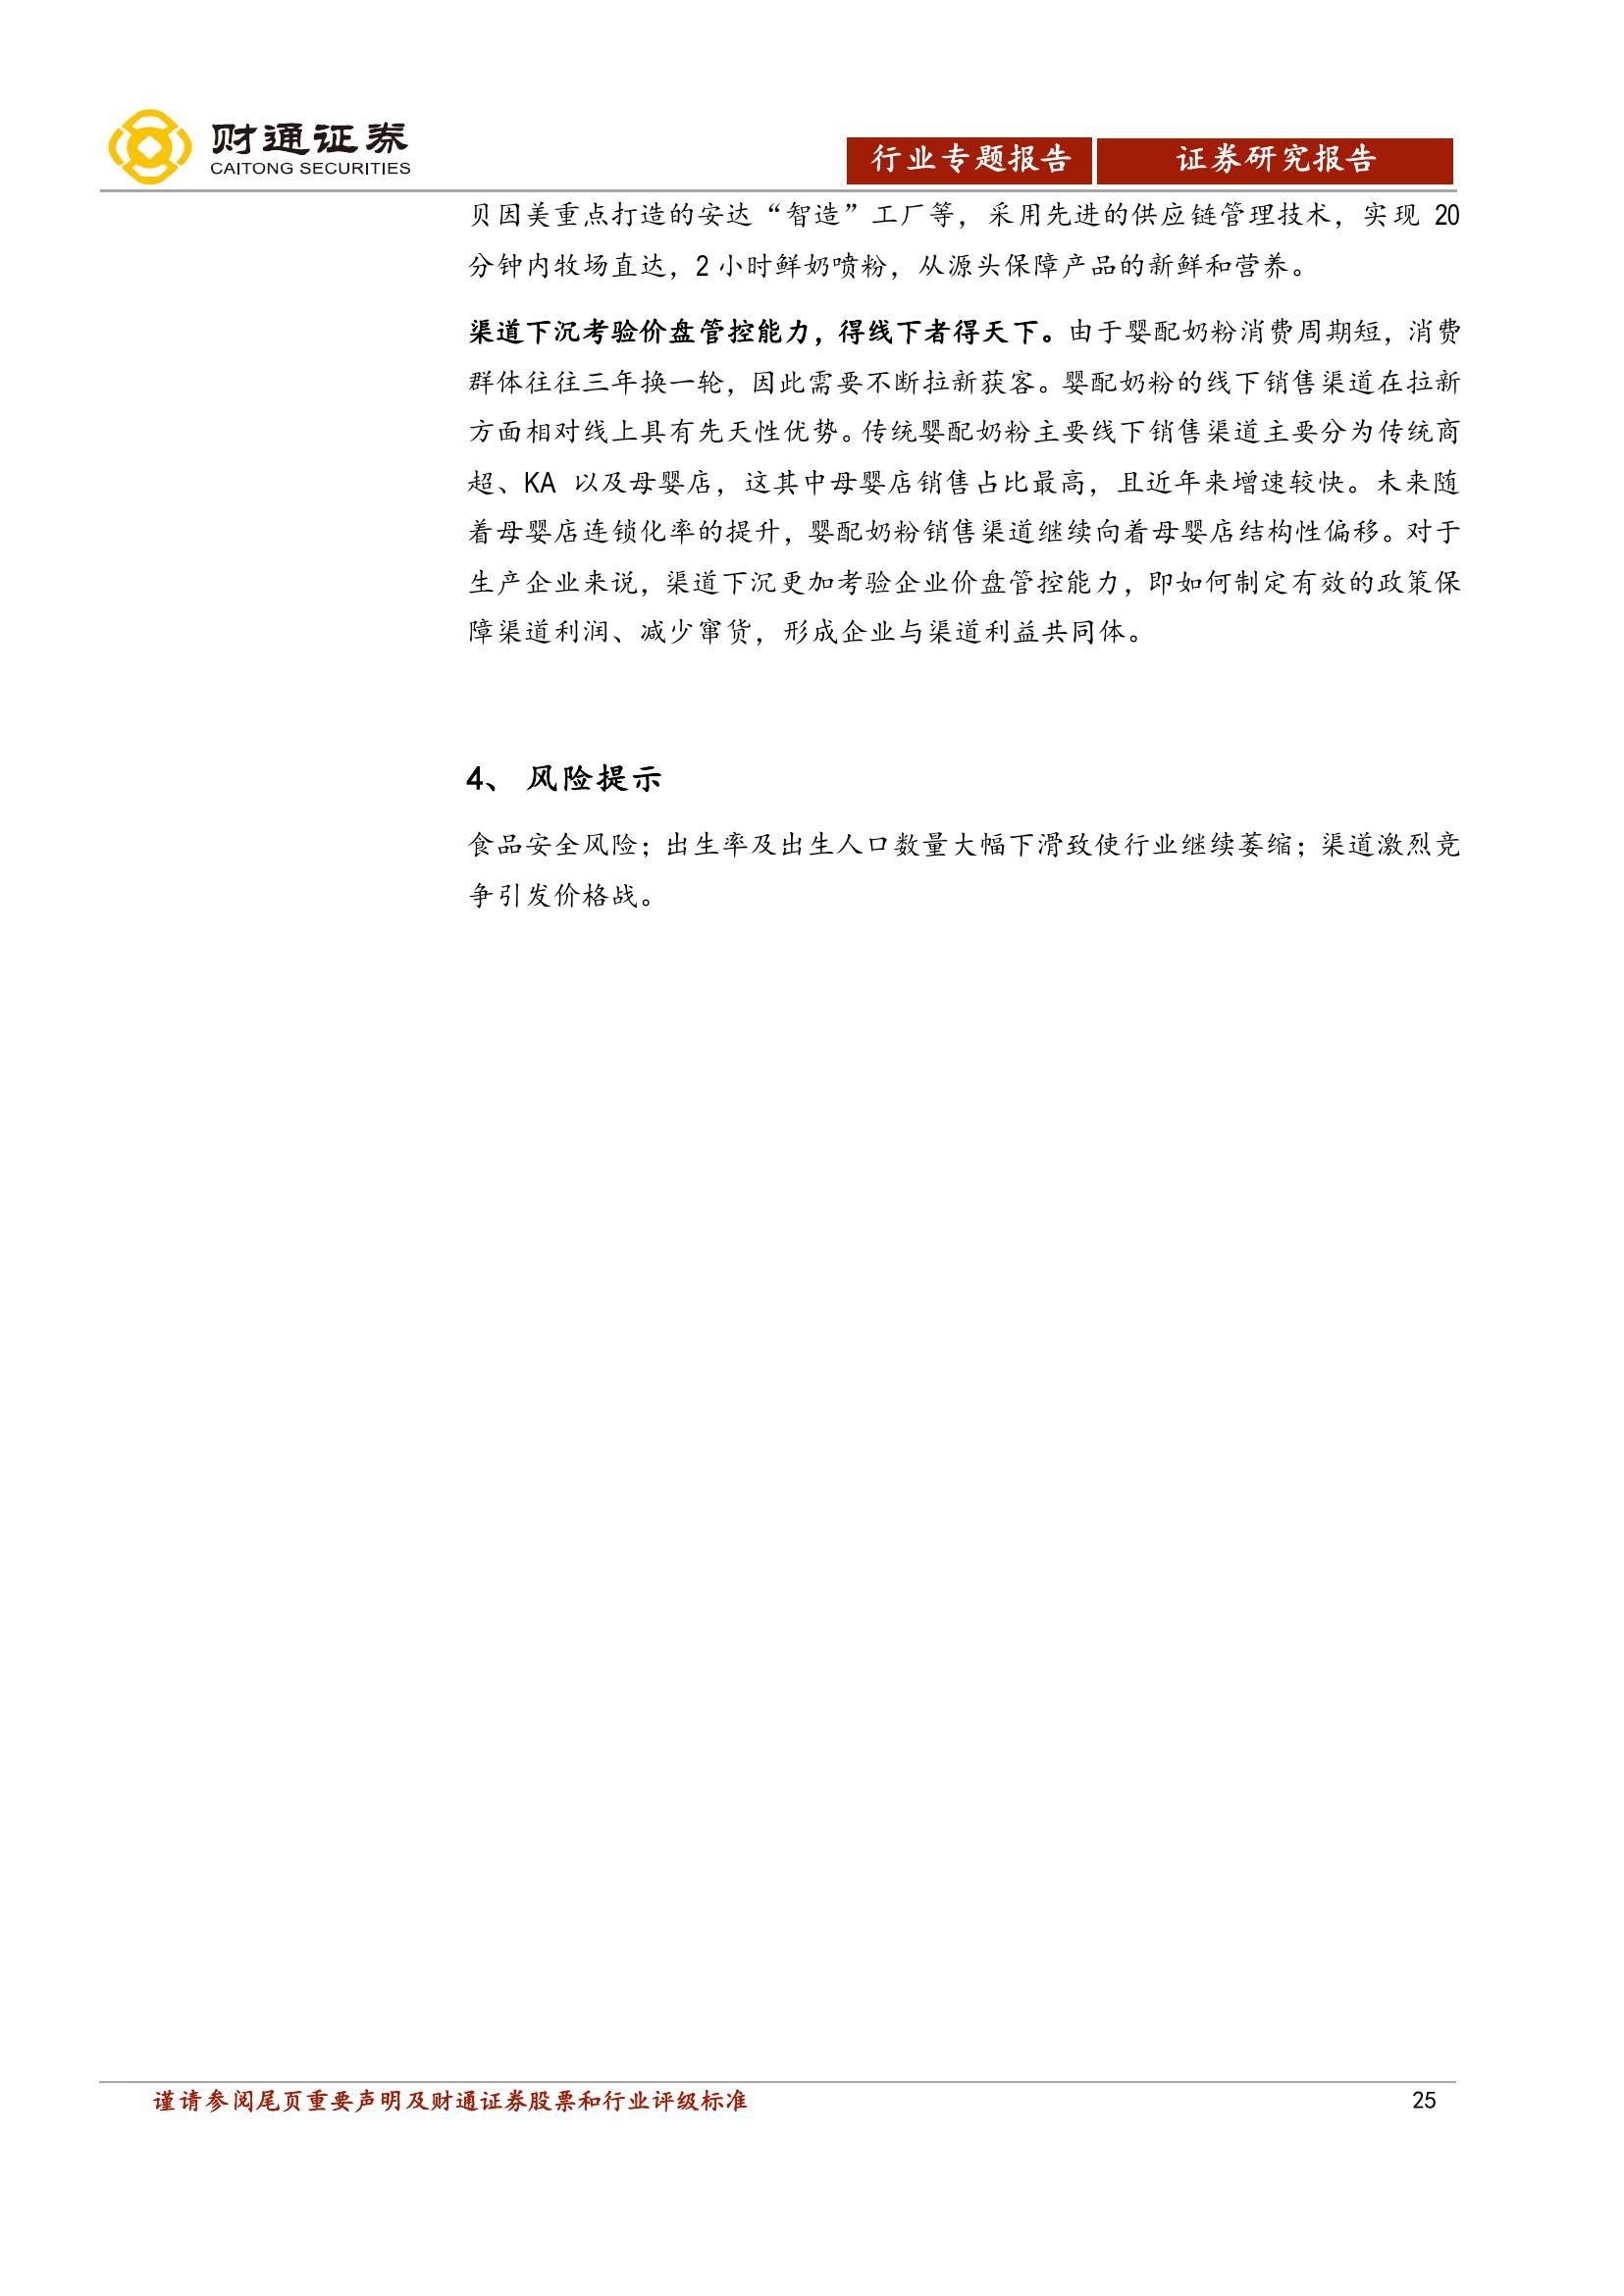 财通证券
CAITONG SECURITIES
行业专题报告
证券研究报告
贝因美重点打造的安达“智造”工厂等，采用先进的供应链管理技术，实现 20
分钟内牧场直达，2 小时鲜奶喷粉，从源头保障产品的新鲜和营养。
渠道下沉考验价盘管控能力，得线下者得天下。由于婴配奶粉消费周期短，消费
群体往往三年换一轮，因此需要不断拉新获客。婴配奶粉的线下销售渠道在拉新
方面相对线上具有先天性优势。传统婴配奶粉主要线下销售渠道主要分为传统商
超、KA 以及母婴店，这其中母婴店销售占比最高，且近年来增速较快。未来随
着母婴店连锁化率的提升，婴配奶粉销售渠道继续向着母婴店结构性偏移。对于
生产企业来说，渠道下沉更加考验企业价盘管控能力，即如何制定有效的政策保
障渠道利润、减少窜货，形成企业与渠道利益共同体。
4、 风险提示
食品安全风险；出生率及出生人口数量大幅下滑致使行业继续萎缩；渠道激烈竞
争引发价格战。
谨请参阅尾页重要声明及财通证券股票和行业评级标准
25